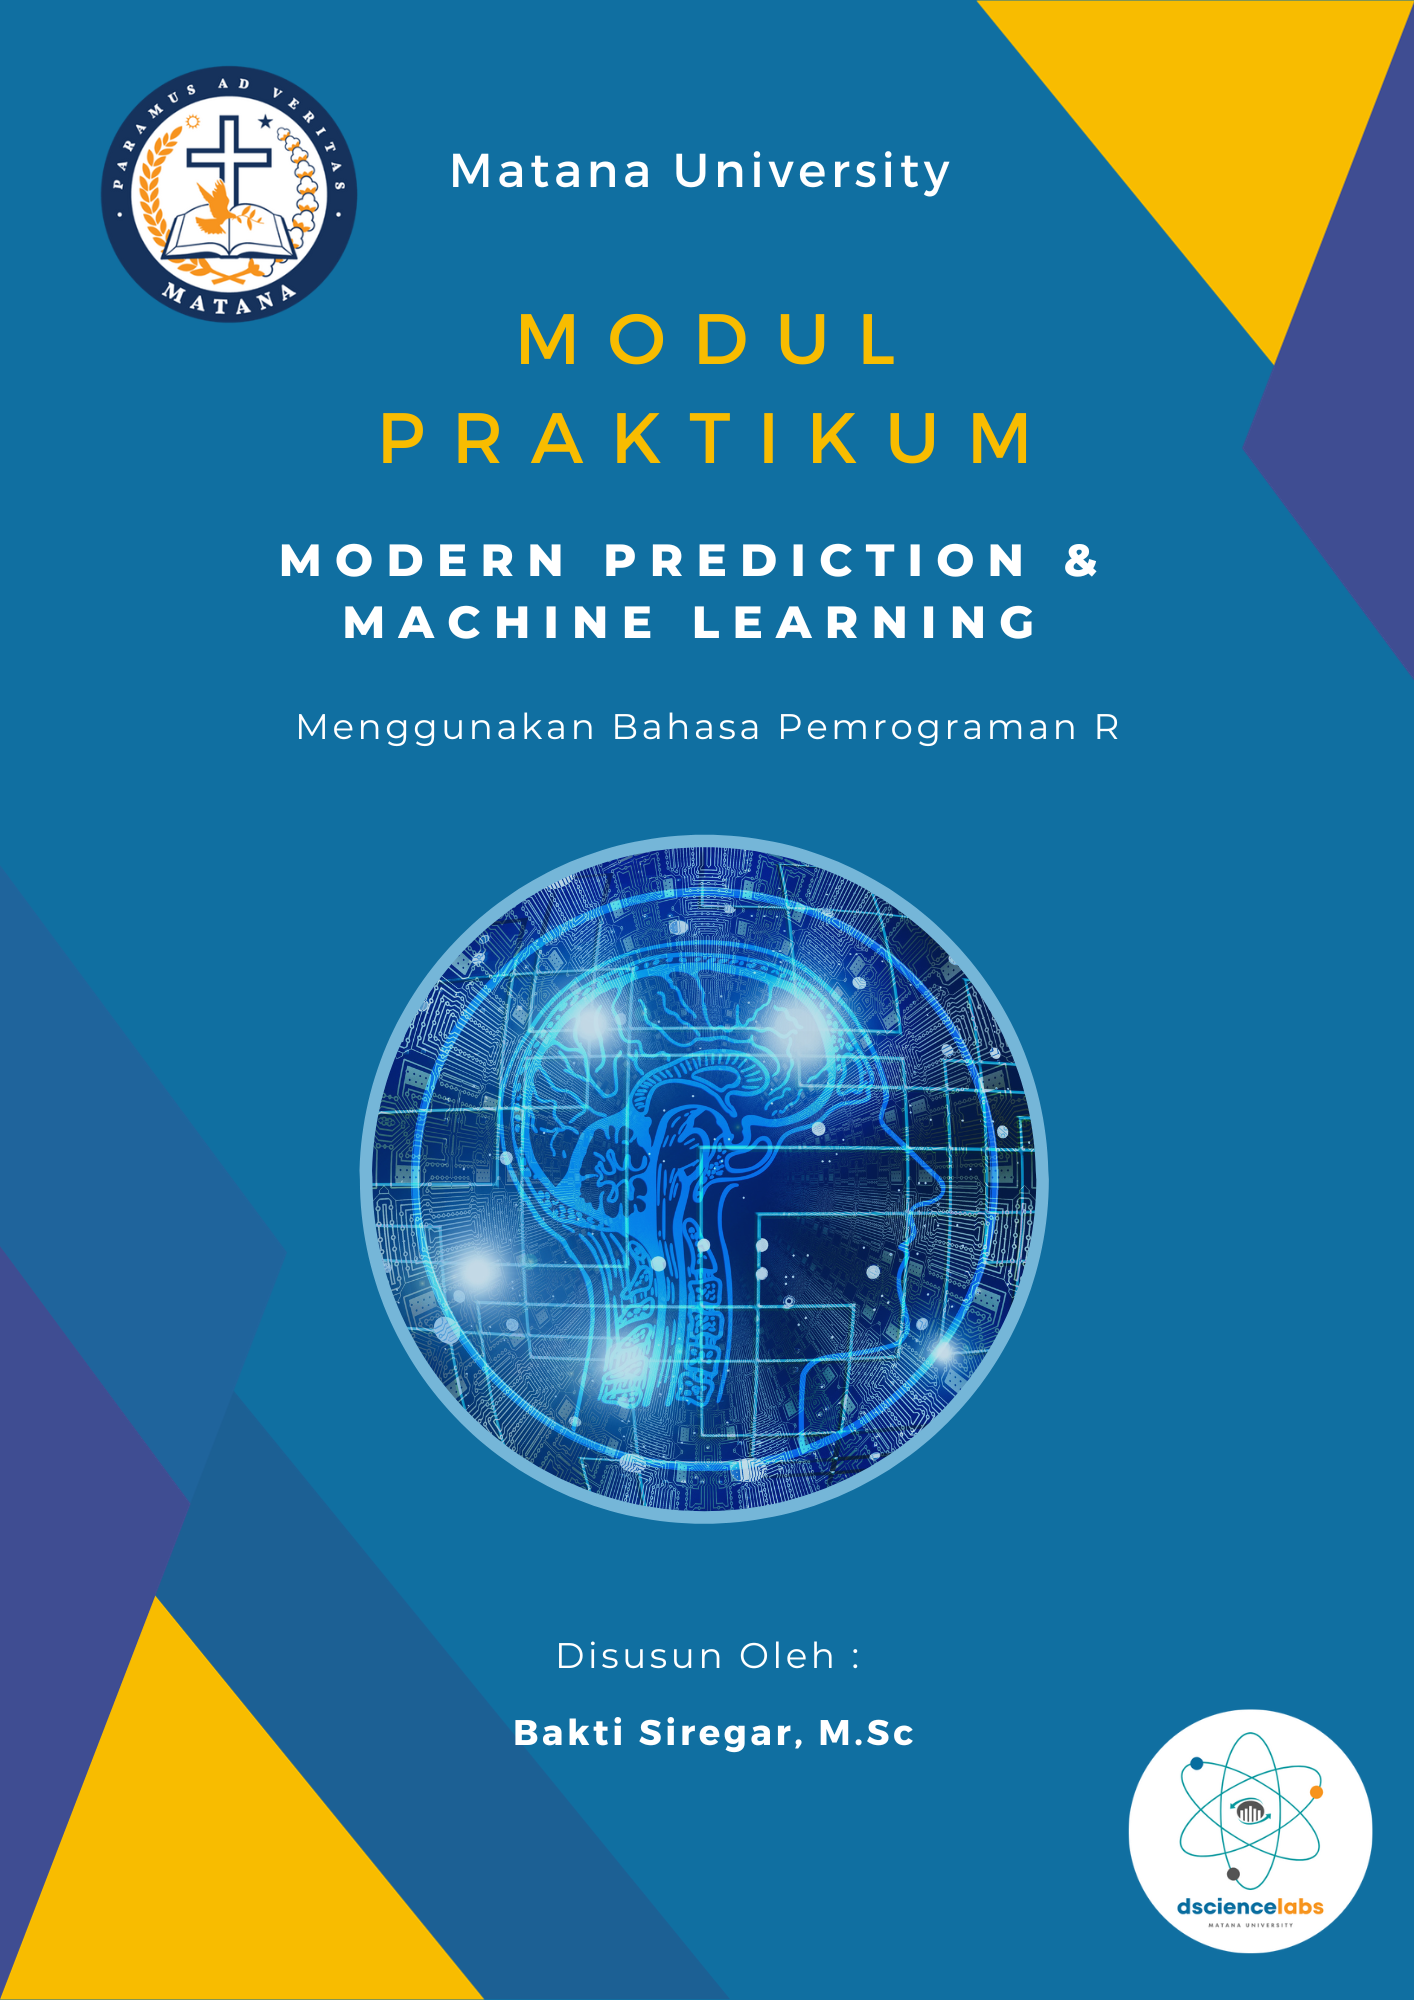 PARAMUS AD VERITAS
MATANA
Matana University
MODUL
PRAKTIKUM
MODERN PREDICTION &
MACHINE LEARNING
Menggunakan Bahasa Pemrograman R
Disusun Oleh :
Bakti Siregar, M.Sc
dsciencelabs
MATANA UNIVERSITY